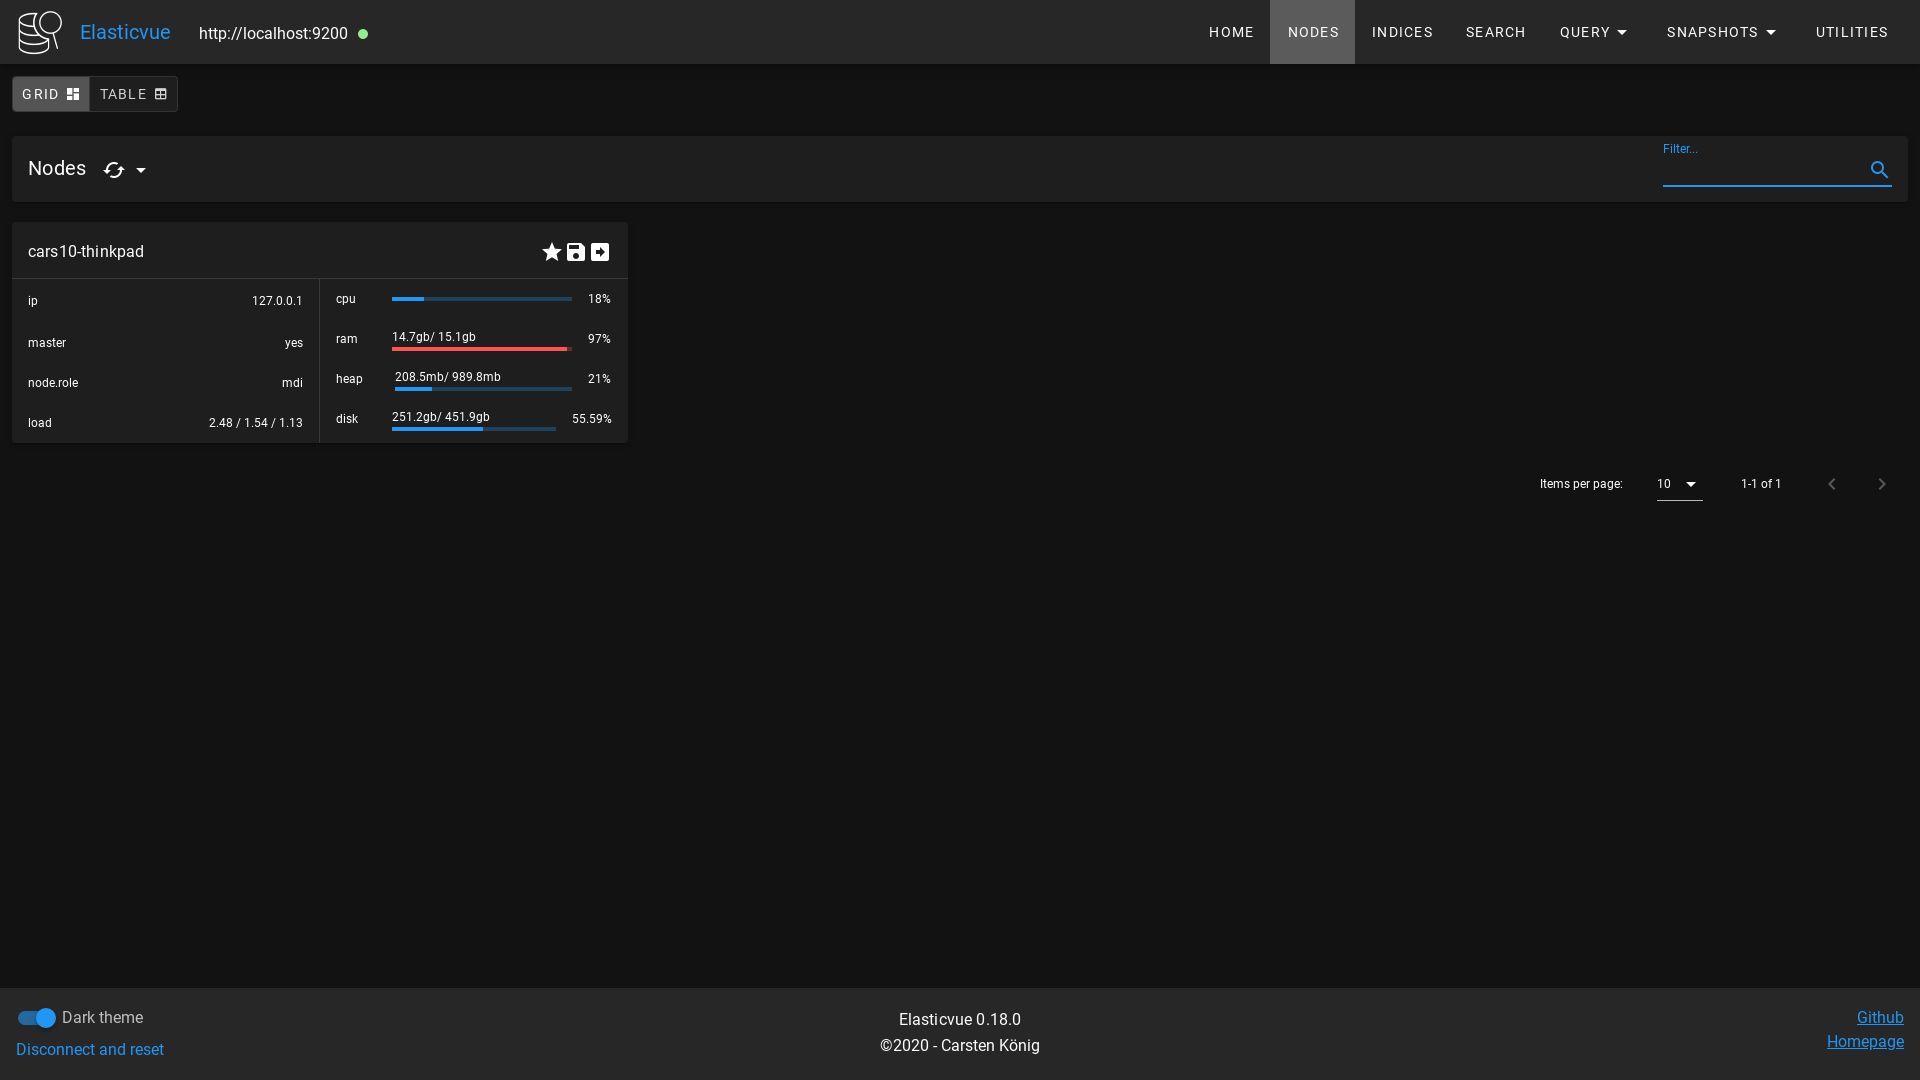 Elasticvue http://localhost:9200 HOME NODES INDICES SEARCH QUERY SNAPSHOTS UTILITIES
GRID TABLE
Nodes
Filter...
cars10-thinkpad
ip 127.0.0.1
master yes
node.role mdi
load 2.48 / 1.54 / 1.13
cpu 18%
ram 14.7gb/ 15.1gb 97%
heap 208.5mb/ 989.8mb 21%
disk 251.2gb/ 451.9gb 55.59%
Items per page: 10 1-1 of 1
Dark theme
Disconnect and reset
Elasticvue 0.18.0
©2020 - Carsten König
Github
Homepage